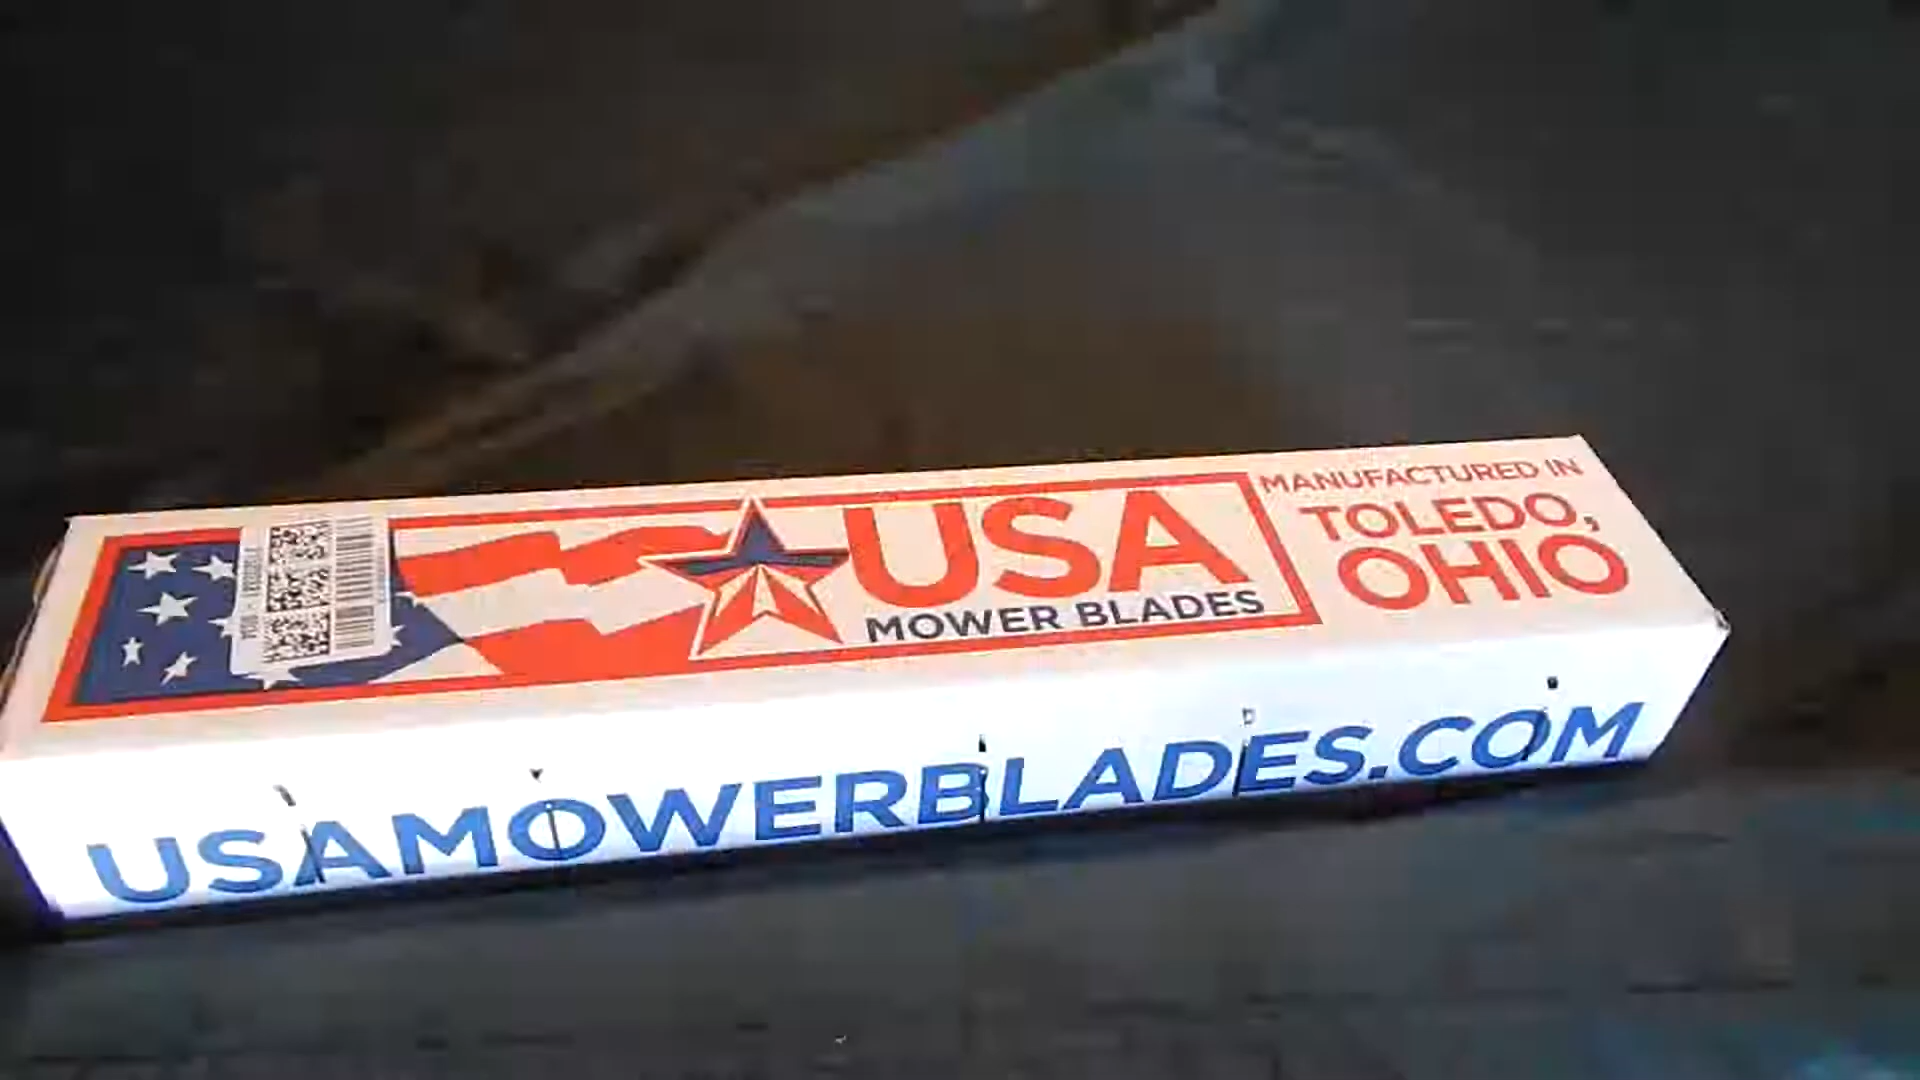 USA
MOWER BLADES
MANUFACTURED IN
TOLEDO,
OHIO
USAMOWERBLADES.COM